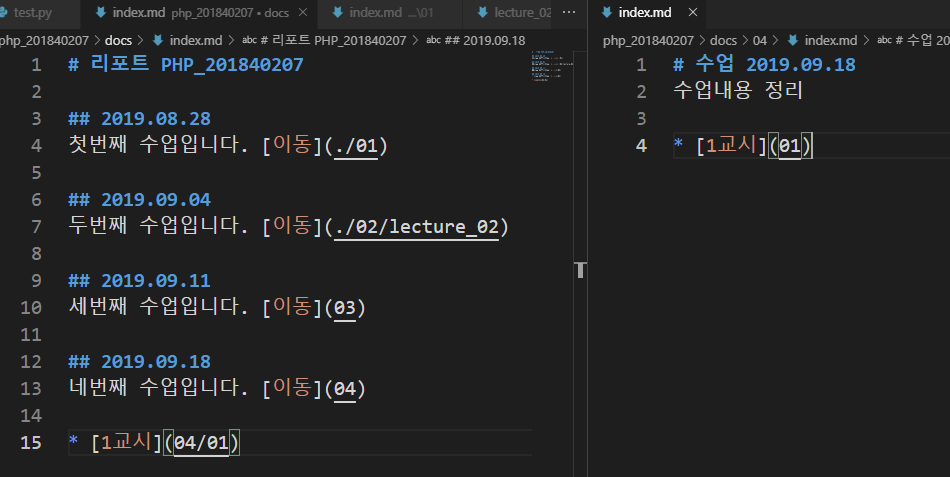 test.py index.md php_201840207 • docs index.md ...\01 lecture_02 ...
php_201840207 > docs > index.md > abc # 리포트 PHP_201840207 > abc ## 2019.09.18
1 # 리포트 PHP_201840207
2
3 ## 2019.08.28
4 첫번째 수업입니다. [이동](./01)
5
6 ## 2019.09.04
7 두번째 수업입니다. [이동](./02/lecture_02)
8
9 ## 2019.09.11
10 세번째 수업입니다. [이동](03)
11
12 ## 2019.09.18
13 네번째 수업입니다. [이동](04)
14
15 * [1교시](04/01)
index.md
php_201840207 > docs > 04 > index.md > abc # 수업 20
1 # 수업 2019.09.18
2 수업내용 정리
3
4 * [1교시](01)